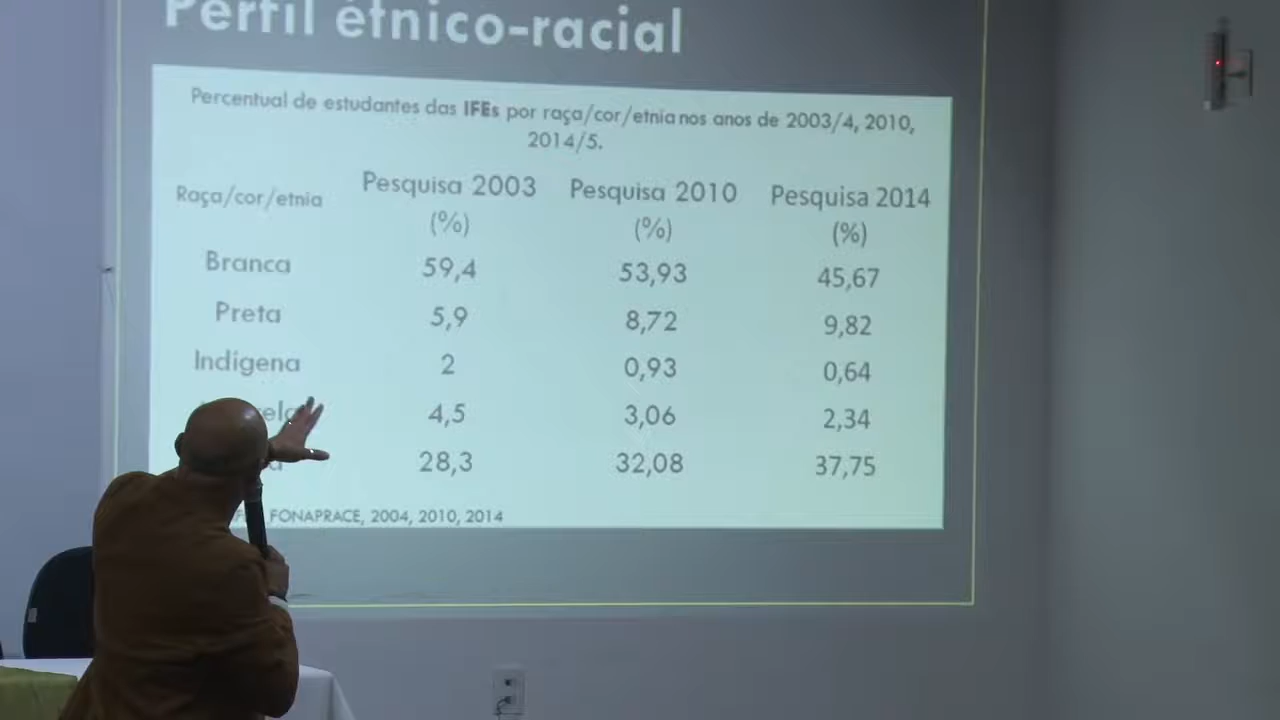 Perfil étnico-racial
Percentual de estudantes das IFEs por raça/cor/etnia nos anos de 2003/4, 2010,
2014/5.
Raça/cor/etnia Pesquisa 2003 (%) Pesquisa 2010 (%) Pesquisa 2014 (%)
Branca 59,4 53,93 45,67
Preta 5,9 8,72 9,82
Indígena 2 0,93 0,64
4,5 3,06 2,34
28,3 32,08 37,75
FONAPRACE, 2004, 2010, 2014